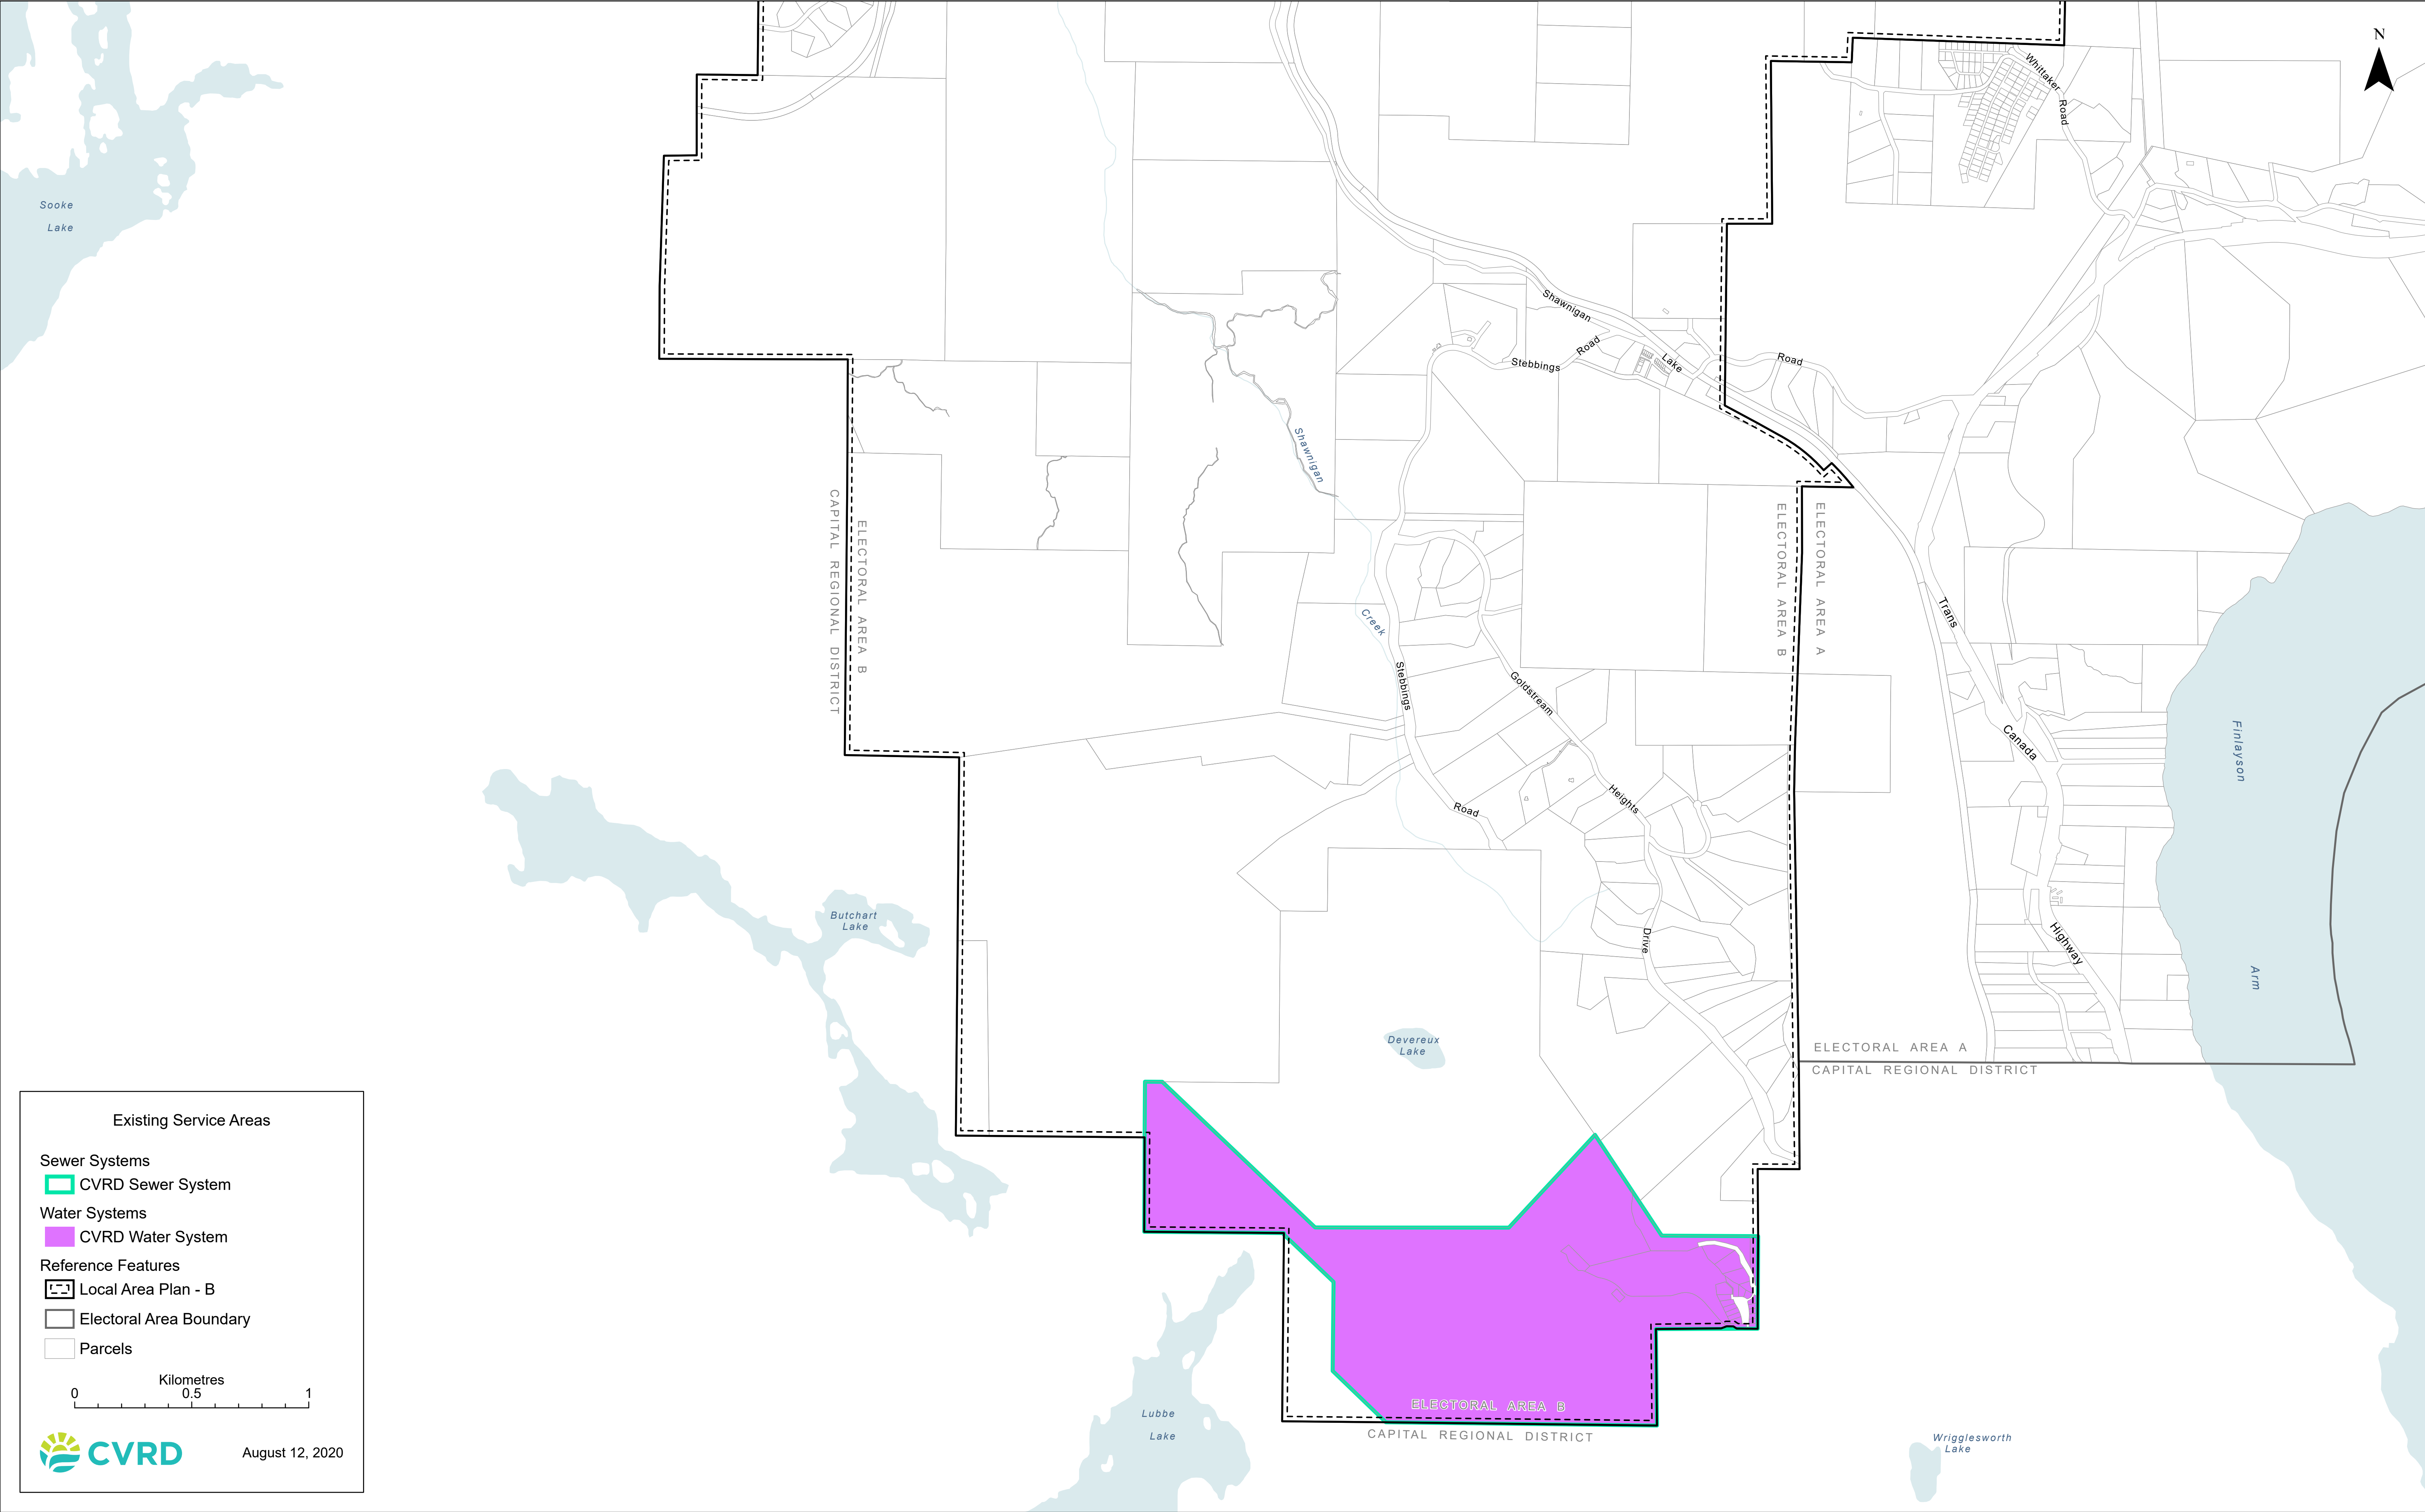 N
Whittaker
Road
Sooke
Lake
Shawnigan
Lake
Road
Stebbings
Road
Shawnigan
Creek
CAPITAL REGIONAL DISTRICT
ELECTORAL AREA B
ELECTORAL AREA B
ELECTORAL AREA A
Trans
Canada
Highway
Stebbings
Road
Goldstream
Heights
Drive
Finlayson
Arm
Butchart
Lake
Devereux
Lake
ELECTORAL AREA A
CAPITAL REGIONAL DISTRICT
Existing Service Areas
Sewer Systems
CVRD Sewer System
Water Systems
CVRD Water System
Reference Features
Local Area Plan - B
Electoral Area Boundary
Parcels
Kilometres
0 0.5 1
CVRD
August 12, 2020
Lubbe
Lake
ELECTORAL AREA B
CAPITAL REGIONAL DISTRICT
Wrigglesworth
Lake